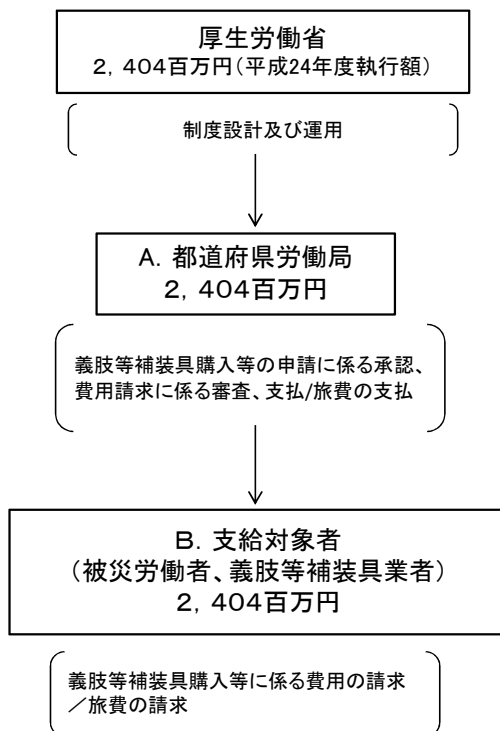 厚生労働省
2，404百万円（平成24年度執行額）
制度設計及び運用
A．都道府県労働局
2，404百万円
義肢等補装具購入等の申請に係る承認、
費用請求に係る審査、支払/旅費の支払
B．支給対象者
（被災労働者、義肢等補装具業者）
2，404百万円
義肢等補装具購入等に係る費用の請求
／旅費の請求